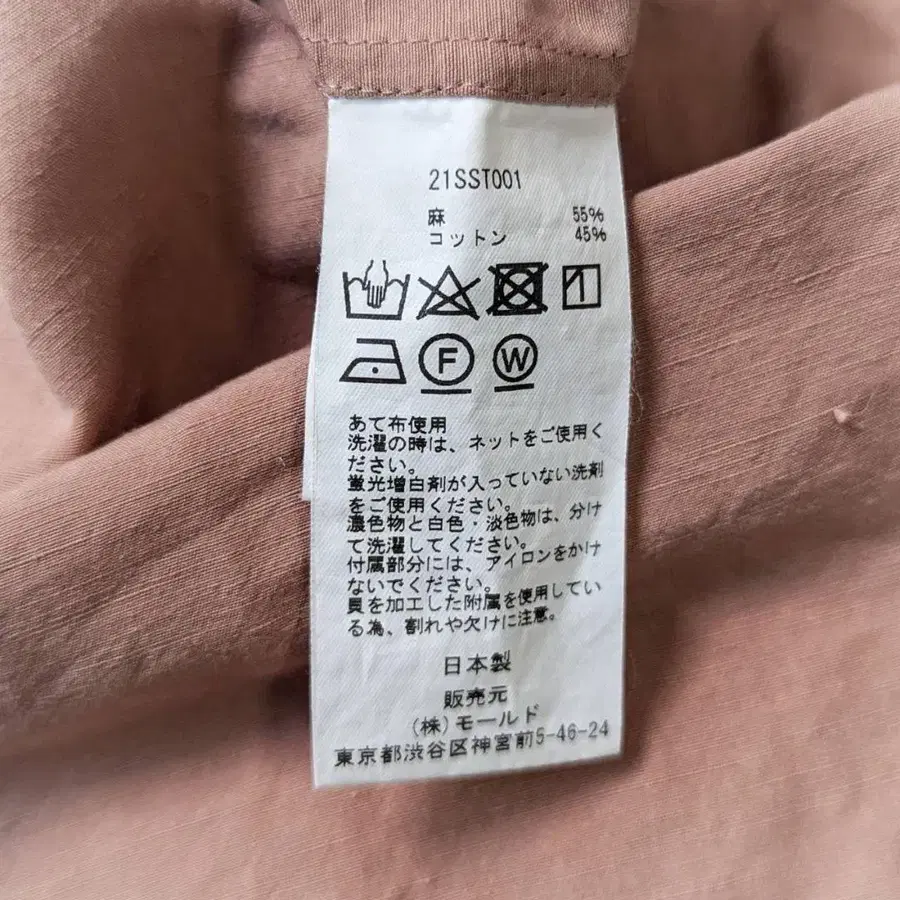 21SST001
麻 55%
コットン 45%
F W
あて布使用
洗濯の時は、ネットをご使用く
ださい。
蛍光増白剤が入っていない洗剤
をご使用ください。
濃色物と白色・淡色物は、分け
て洗濯してください。
付属部分には、アイロンをかけ
ないでください。
貝を加工した附属を使用してい
る為、割れや欠けに注意。
日本製
販売元
(株)モールド
東京都渋谷区神宮前5-46-24